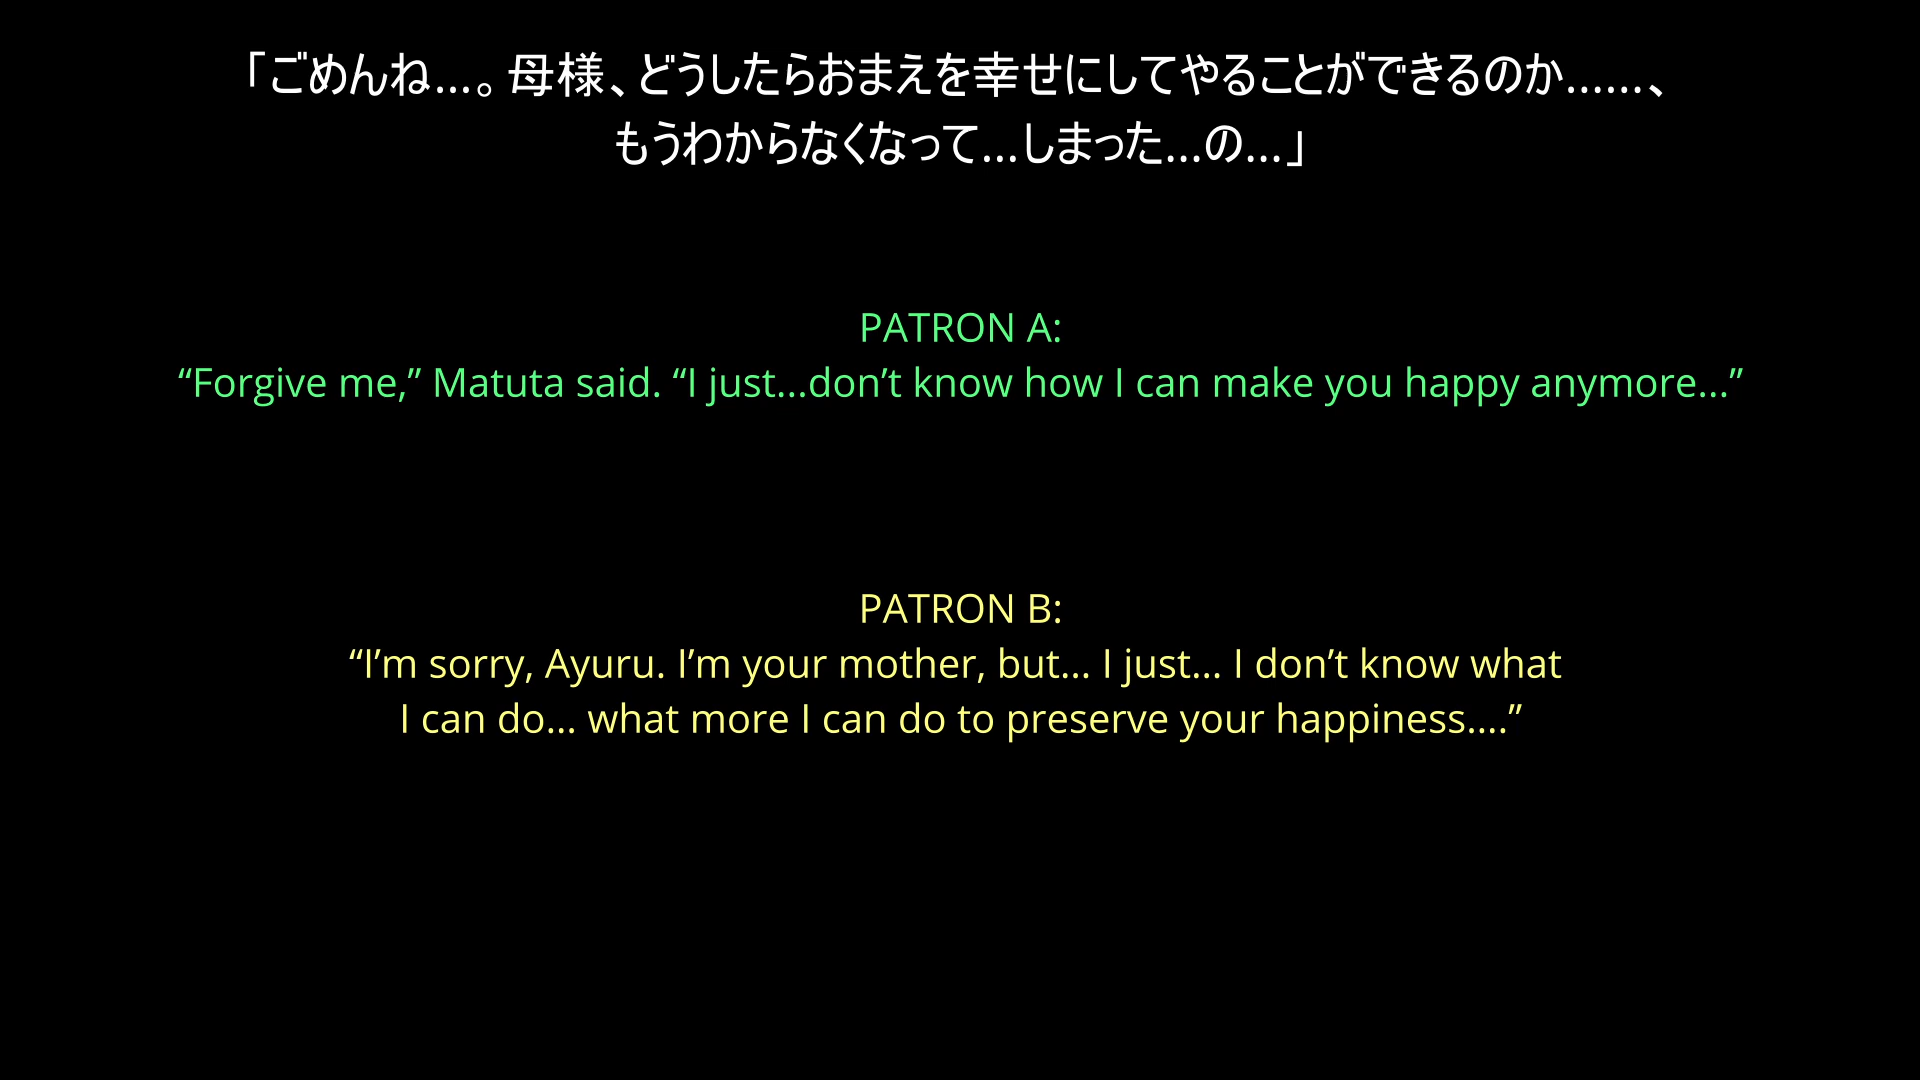 「ごめんね…。母様、どうしたらおまえを幸せにしてやることができるのか……、
もうわからなくなって…しまった…の…」
PATRON A:
“Forgive me,” Matuta said. “I just…don’t know how I can make you happy anymore…”
PATRON B:
“I’m sorry, Ayuru. I’m your mother, but… I just… I don’t know what
I can do… what more I can do to preserve your happiness….”